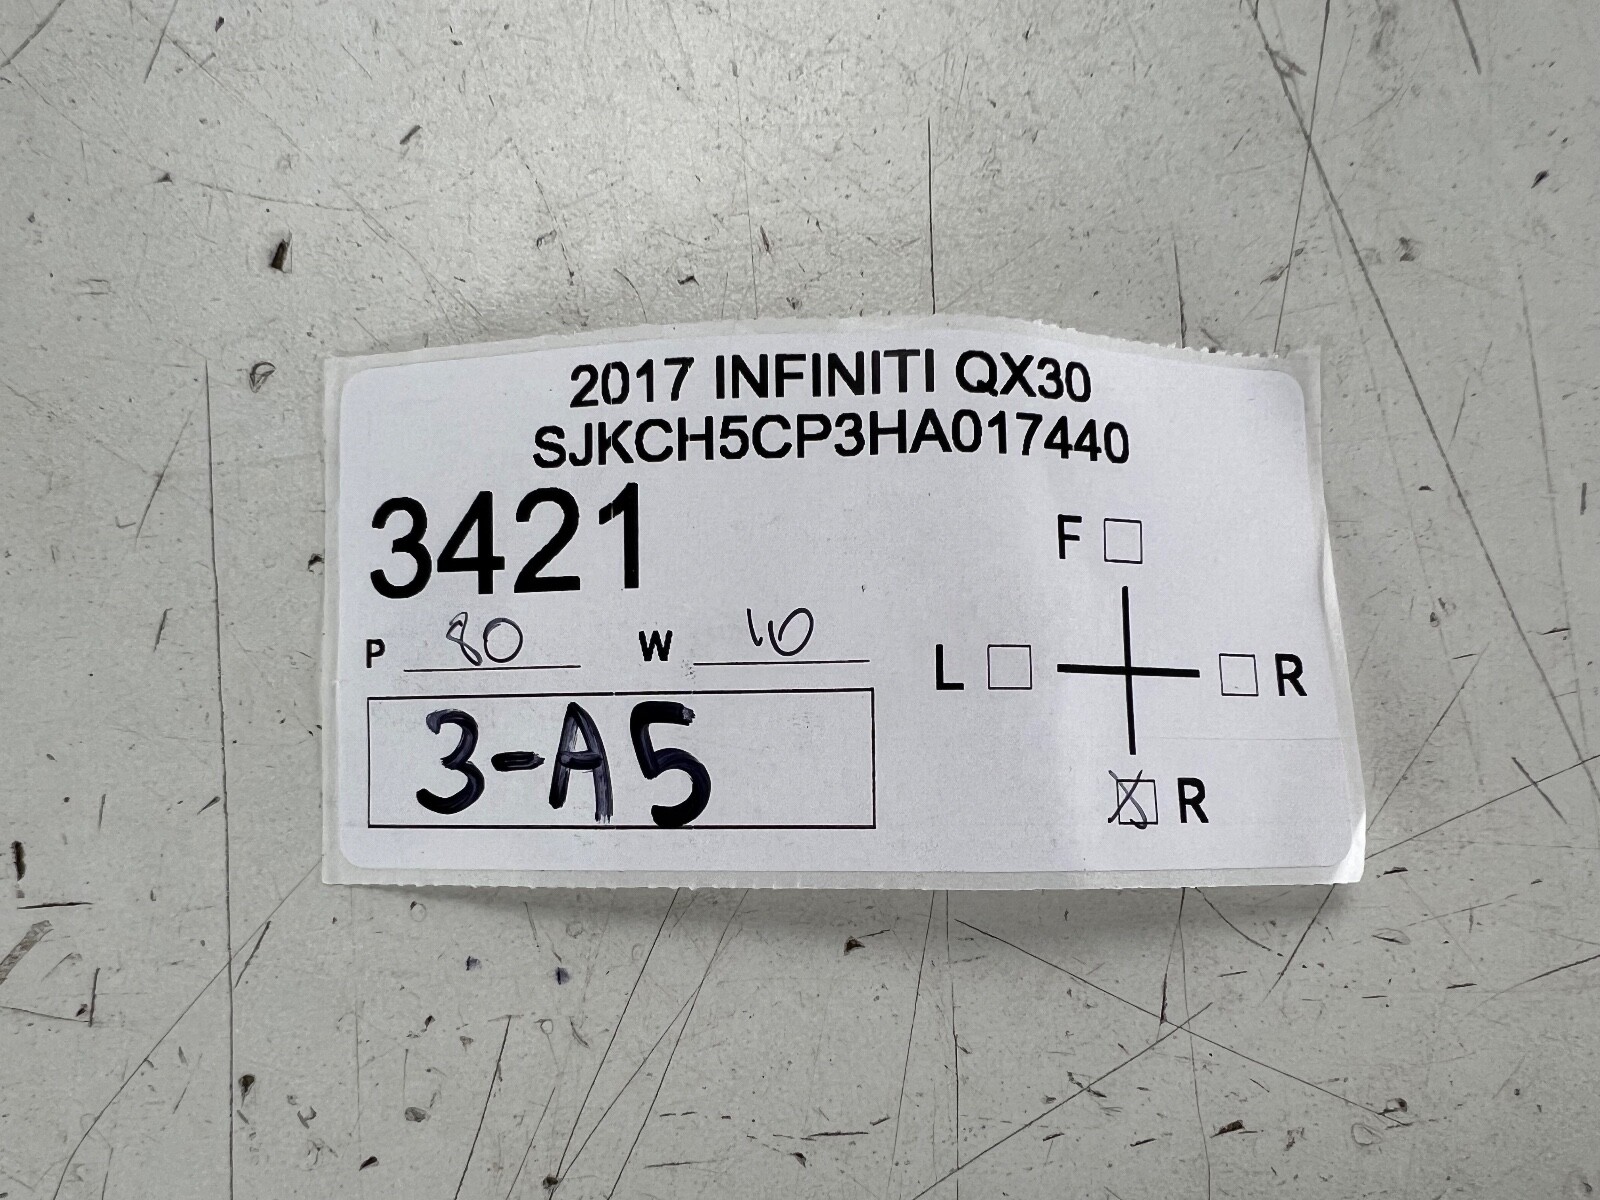 2017 INFINITI QX30
SJKCH5CP3HA017440
3421
F
P 80 W 10
L R
3-A5
R